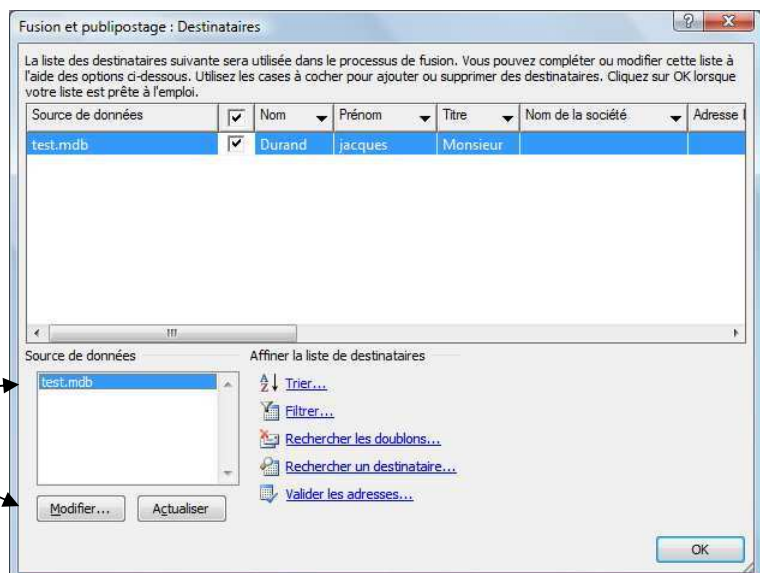 Fusion et publipostage : Destinataires
La liste des destinataires suivante sera utilisée dans le processus de fusion. Vous pouvez compléter ou modifier cette liste à
l'aide des options ci-dessous. Utilisez les cases à cocher pour ajouter ou supprimer des destinataires. Cliquez sur OK lorsque
votre liste est prête à l'emploi.
Source de données Nom Prénom Titre Nom de la société Adresse
test.mdb Durand jacques Monsieur
Source de données Affiner la liste de destinataires
test.mdb
Trier...
Filtrer...
Rechercher les doublons...
Rechercher un destinataire...
Valider les adresses...
Modifier... Actualiser
OK